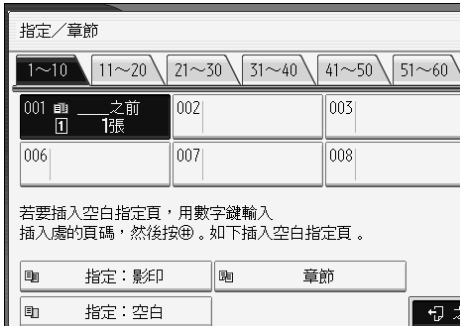 指定／章節
1～10 11～20 21～30 31～40 41～50 51～60
001 ____之前 002 003
1 1張
006 007 008
若要插入空白指定頁，用數字鍵輸入
插入處的頁碼，然後按⊕。如下插入空白指定頁。
指定：影印 章節
指定：空白